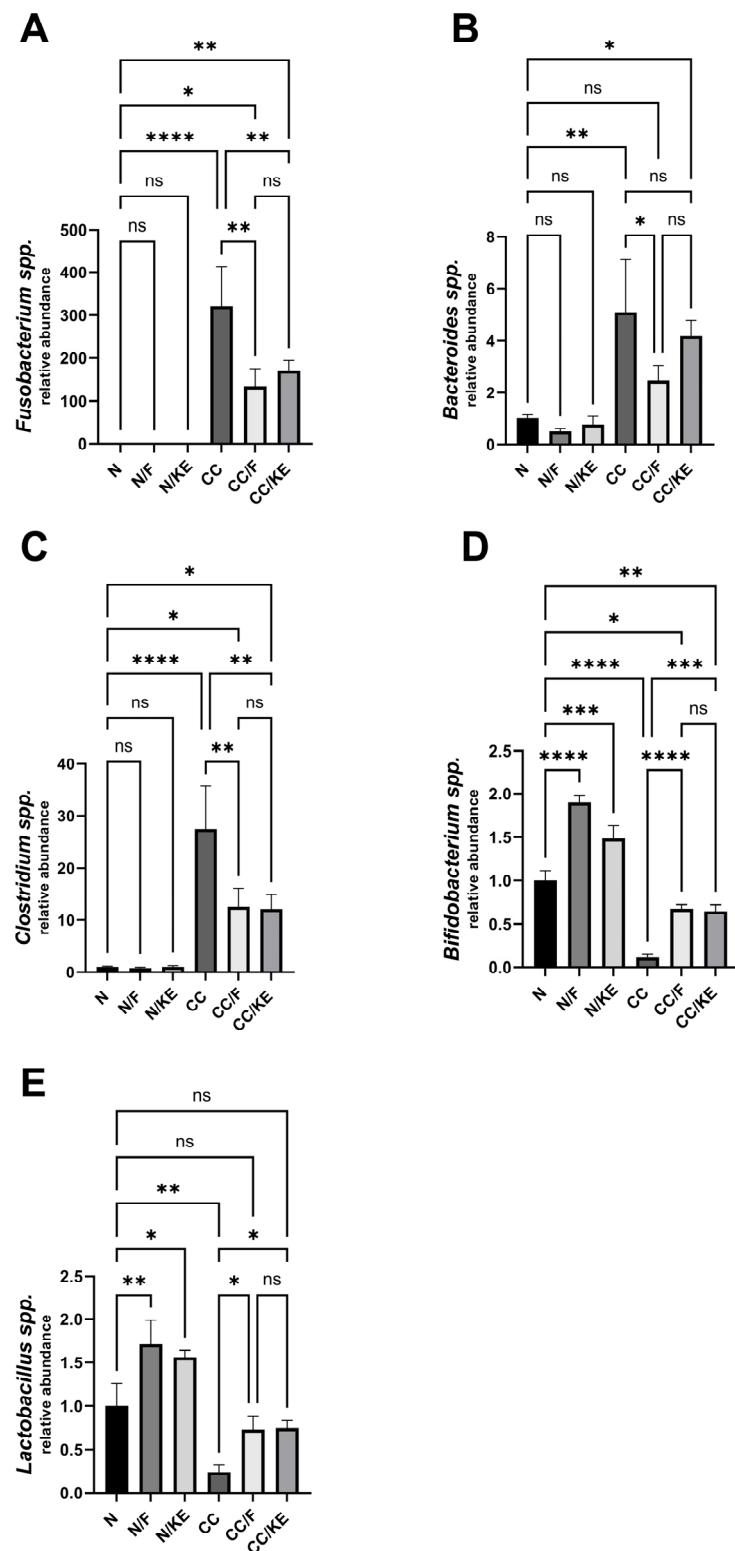 A
**
*
****
**
ns
ns
ns
**
500
400
300
200
100
0
Fusobacterium spp.
relative abundance
N
N/F
N/KE
CC
CC/F
CC/KE
B
*
ns
**
ns
ns
ns
*
ns
8
6
4
2
0
Bacteroides spp.
relative abundance
N
N/F
N/KE
CC
CC/F
CC/KE
C
*
*
****
**
ns
ns
ns
**
40
30
20
10
0
Clostridium spp.
relative abundance
N
N/F
N/KE
CC
CC/F
CC/KE
D
**
*
****
***
***
ns
****
****
2.5
2.0
1.5
1.0
0.5
0.0
Bifidobacterium spp.
relative abundance
N
N/F
N/KE
CC
CC/F
CC/KE
E
ns
ns
**
*
*
**
*
ns
2.5
2.0
1.5
1.0
0.5
0.0
Lactobacillus spp.
relative abundance
N
N/F
N/KE
CC
CC/F
CC/KE